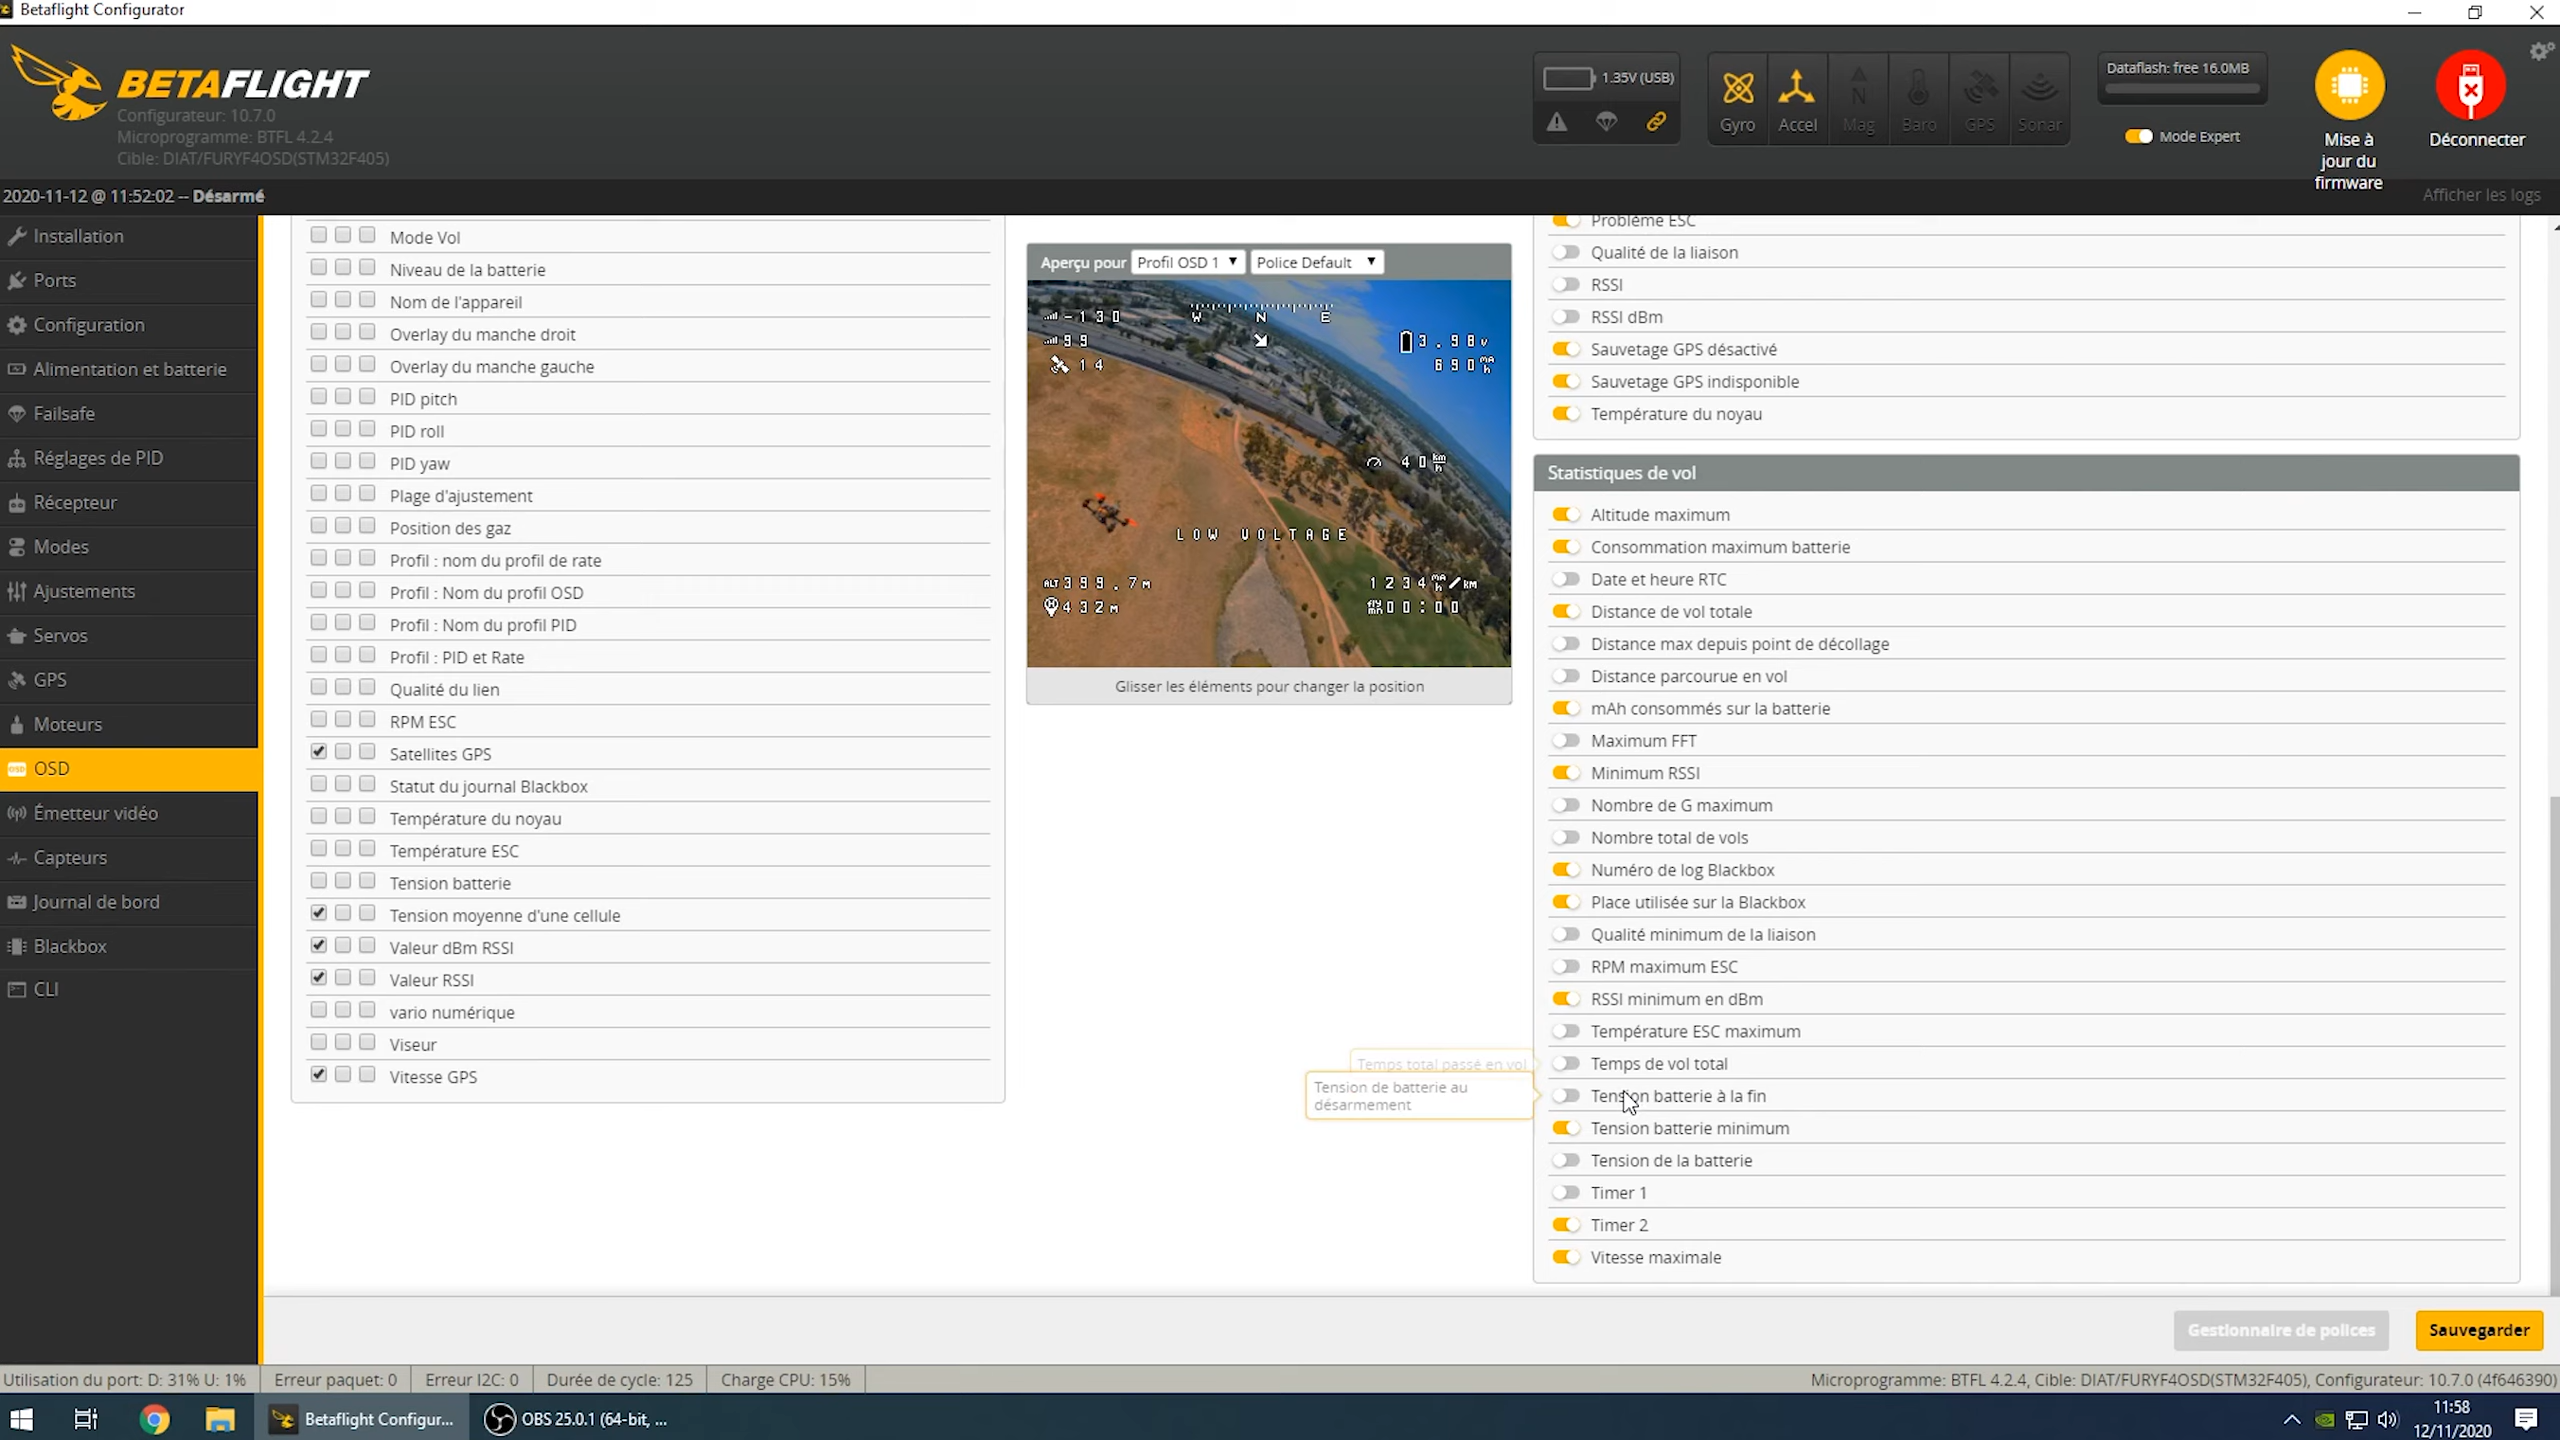 Betaflight Configurator
BETAFLIGHT
Configurateur: 10.7.0
Microprogramme: BTFL 4.2.4
Cible: DIAT/FURYF4OSD(STM32F405)
1.35V (USB)
Gyro
Accel
Mag
Baro
GPS
Sonar
Dataflash: free 16.0MB
Mode Expert
Mise à
jour du
firmware
Déconnecter
2020-11-12 @ 11:52:02 -- Désarmé
Afficher les logs
Installation
Ports
Configuration
Alimentation et batterie
Failsafe
Réglages de PID
Récepteur
Modes
Ajustements
Servos
GPS
Moteurs
OSD
Émetteur vidéo
Capteurs
Journal de bord
Blackbox
CLI
Mode Vol
Niveau de la batterie
Nom de l'appareil
Overlay du manche droit
Overlay du manche gauche
PID pitch
PID roll
PID yaw
Plage d'ajustement
Position des gaz
Profil : nom du profil de rate
Profil : Nom du profil OSD
Profil : Nom du profil PID
Profil : PID et Rate
Qualité du lien
RPM ESC
Satellites GPS
Statut du journal Blackbox
Température du noyau
Température ESC
Tension batterie
Tension moyenne d'une cellule
Valeur dBm RSSI
Valeur RSSI
vario numérique
Viseur
Vitesse GPS
Aperçu pour Profil OSD 1 Police Default
-130
W N E
99
3.98V
14
690mAh
40km/h
LOW VOLTAGE
ALT399.7M
1234mAh/KM
432M
fly mn00:00
Glisser les éléments pour changer la position
Problème ESC
Qualité de la liaison
RSSI
RSSI dBm
Sauvetage GPS désactivé
Sauvetage GPS indisponible
Température du noyau
Statistiques de vol
Altitude maximum
Consommation maximum batterie
Date et heure RTC
Distance de vol totale
Distance max depuis point de décollage
Distance parcourue en vol
mAh consommés sur la batterie
Maximum FFT
Minimum RSSI
Nombre de G maximum
Nombre total de vols
Numéro de log Blackbox
Place utilisée sur la Blackbox
Qualité minimum de la liaison
RPM maximum ESC
RSSI minimum en dBm
Température ESC maximum
Temps de vol total
Tension batterie à la fin
Tension batterie minimum
Tension de la batterie
Timer 1
Timer 2
Vitesse maximale
Temps total passé en vol
Tension de batterie au
désarmement
Gestionnaire de polices
Sauvegarder
Utilisation du port: D: 31% U: 1%
Erreur paquet: 0
Erreur I2C: 0
Durée de cycle: 125
Charge CPU: 15%
Microprogramme: BTFL 4.2.4, Cible: DIAT/FURYF4OSD(STM32F405), Configurateur: 10.7.0 (4f646390)
Betaflight Configur...
OBS 25.0.1 (64-bit, ...
11:58
12/11/2020